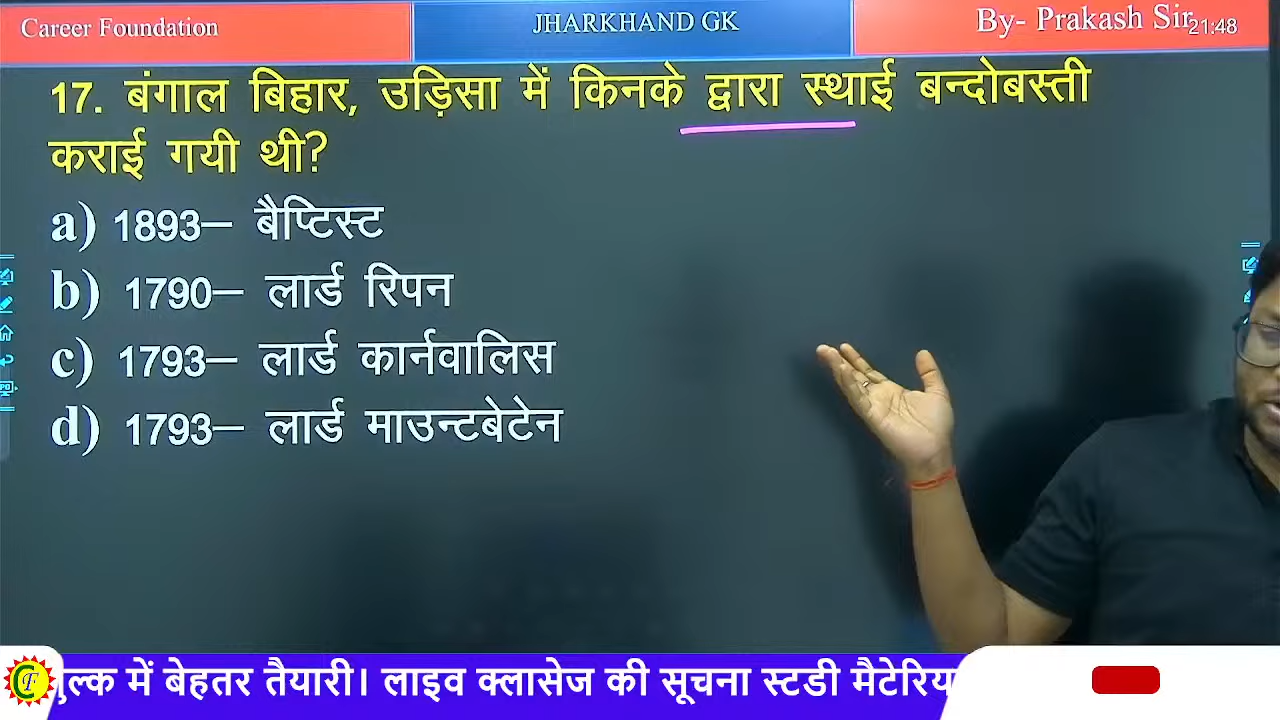 Career Foundation
JHARKHAND GK
By- Prakash Sir
21:48
17. बंगाल बिहार, उड़िसा में किनके द्वारा स्थाई बन्दोबस्ती
कराई गयी थी?
a) 1893– बैप्टिस्ट
b) 1790– लार्ड रिपन
c) 1793– लार्ड कार्नवालिस
d) 1793– लार्ड माउन्टबेटेन
में बेहतर तैयारी। लाइव क्लासेज की सूचना स्टडी